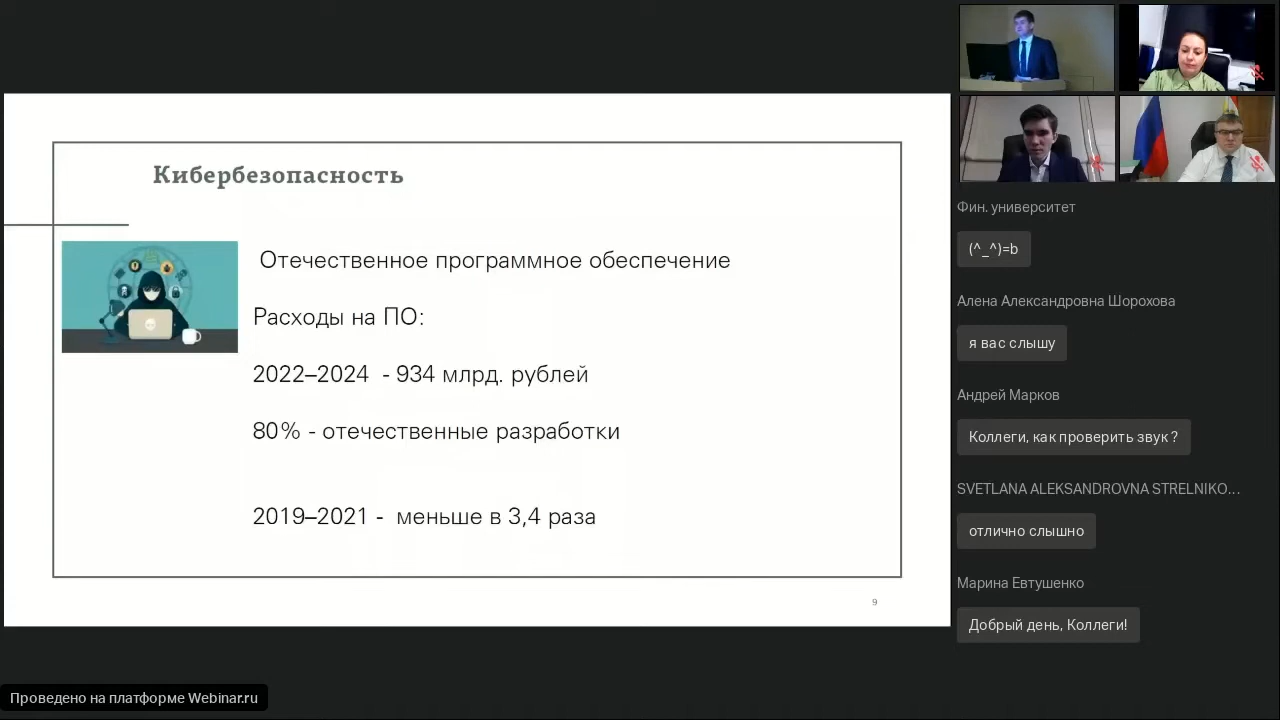 Кибербезопасность
Отечественное программное обеспечение
Расходы на ПО:
2022–2024 - 934 млрд. рублей
80% - отечественные разработки
2019–2021 - меньше в 3,4 раза
9
Фин. университет
(^_^)=b
Алена Александровна Шорохова
я вас слышу
Андрей Марков
Коллеги, как проверить звук ?
SVETLANA ALEKSANDROVNA STRELNIKO...
отлично слышно
Марина Евтушенко
Добрый день, Коллеги!
Проведено на платформе Webinar.ru